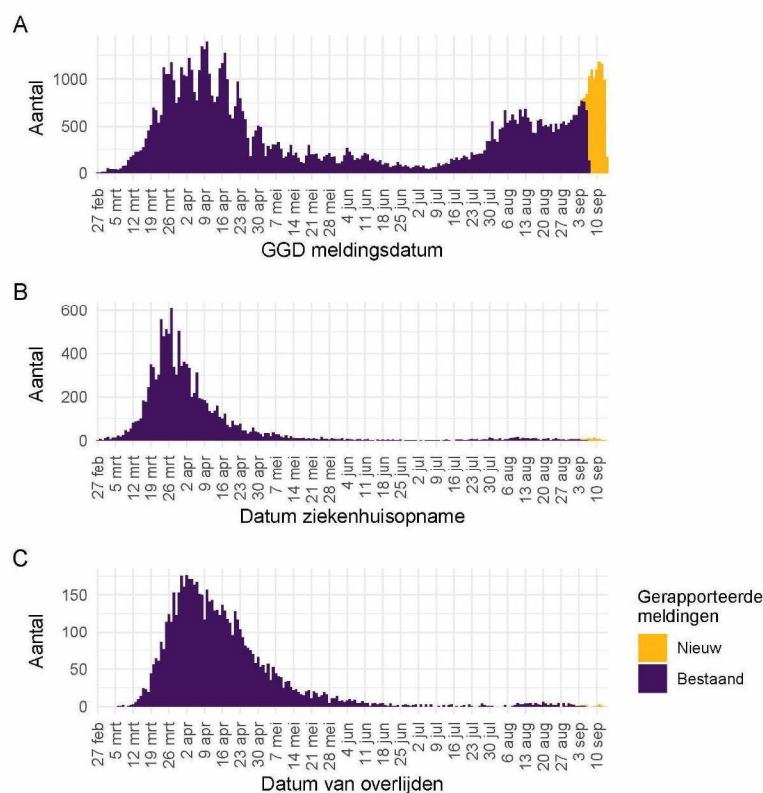 A
Aantal
1000
500
0
27 feb
5 mrt
12 mrt
19 mrt
26 mrt
2 apr
9 apr
16 apr
23 apr
30 apr
7 mei
14 mei
21 mei
28 mei
4 jun
11 jun
18 jun
25 jun
2 jul
9 jul
16 jul
23 jul
30 jul
6 aug
13 aug
20 aug
27 aug
3 sep
10 sep
GGD meldingsdatum
B
Aantal
600
400
200
0
27 feb
5 mrt
12 mrt
19 mrt
26 mrt
2 apr
9 apr
16 apr
23 apr
30 apr
7 mei
14 mei
21 mei
28 mei
4 jun
11 jun
18 jun
25 jun
2 jul
9 jul
16 jul
23 jul
30 jul
6 aug
13 aug
20 aug
27 aug
3 sep
10 sep
Datum ziekenhuisopname
C
Aantal
150
100
50
0
27 feb
5 mrt
12 mrt
19 mrt
26 mrt
2 apr
9 apr
16 apr
23 apr
30 apr
7 mei
14 mei
21 mei
28 mei
4 jun
11 jun
18 jun
25 jun
2 jul
9 jul
16 jul
23 jul
30 jul
6 aug
13 aug
20 aug
27 aug
3 sep
10 sep
Datum van overlijden
Gerapporteerde
meldingen
Nieuw
Bestaand